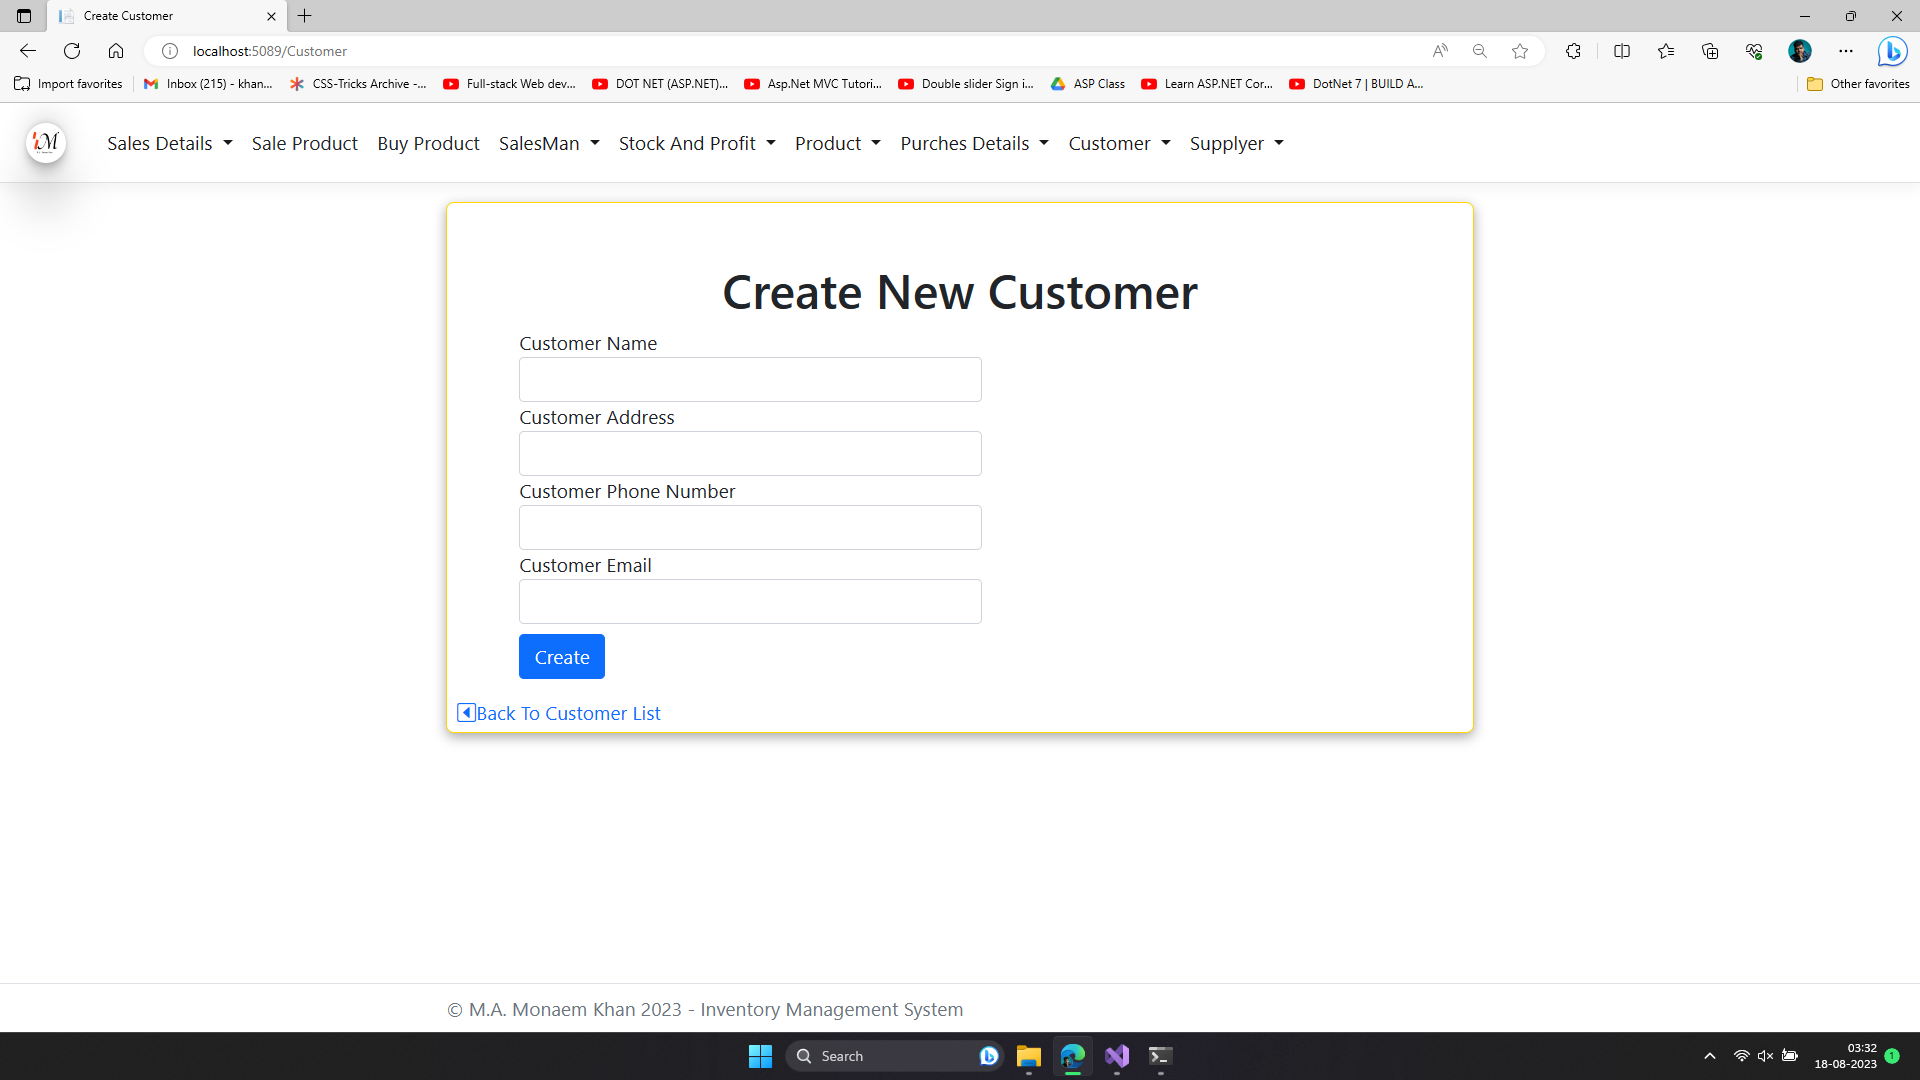 Create Customer
localhost:5089/Customer
Import favorites
Inbox (215) - khan...
CSS-Tricks Archive -...
Full-stack Web dev...
DOT NET (ASP.NET)...
Asp.Net MVC Tutori...
Double slider Sign i...
ASP Class
Learn ASP.NET Cor...
DotNet 7 | BUILD A...
Other favorites
Sales Details
Sale Product
Buy Product
SalesMan
Stock And Profit
Product
Purches Details
Customer
Supplyer
Create New Customer
Customer Name
Customer Address
Customer Phone Number
Customer Email
Create
Back To Customer List
© M.A. Monaem Khan 2023 - Inventory Management System
Search
03:32
18-08-2023
1